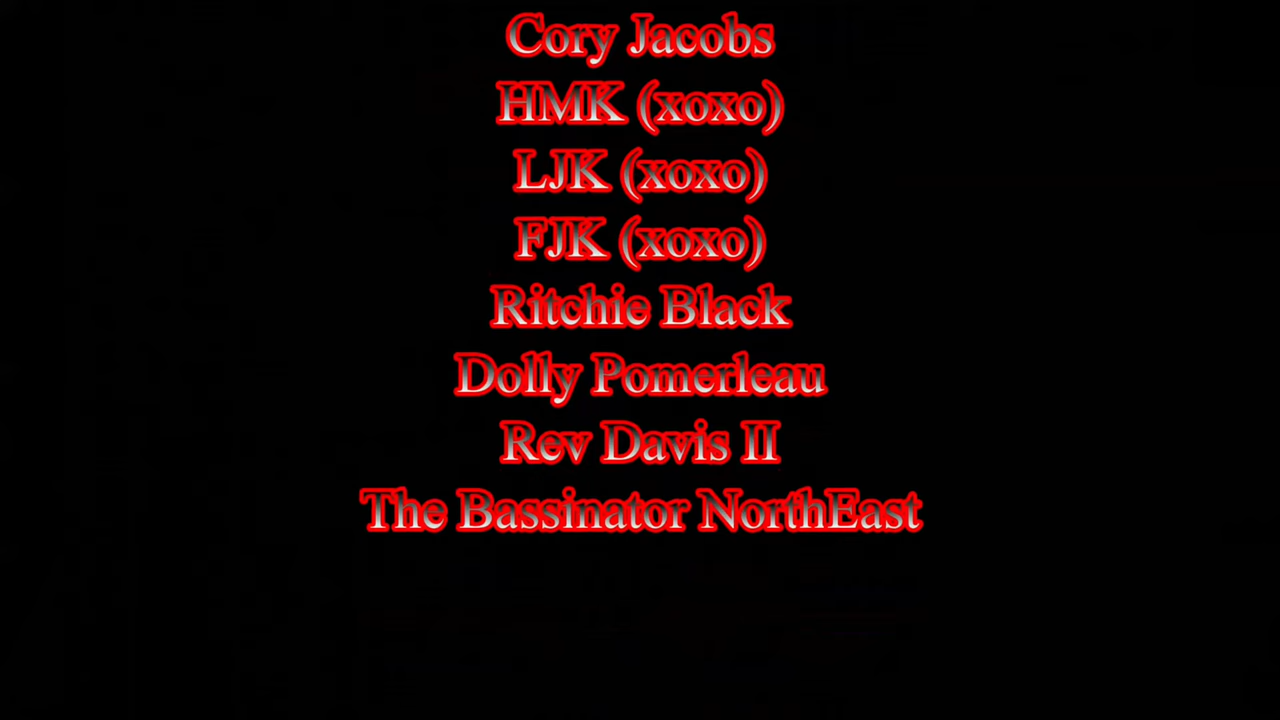 Cory Jacobs
HMK (xoxo)
LJK (xoxo)
FJK (xoxo)
Ritchie Black
Dolly Pomerleau
Rev Davis II
The Bassinator NorthEast